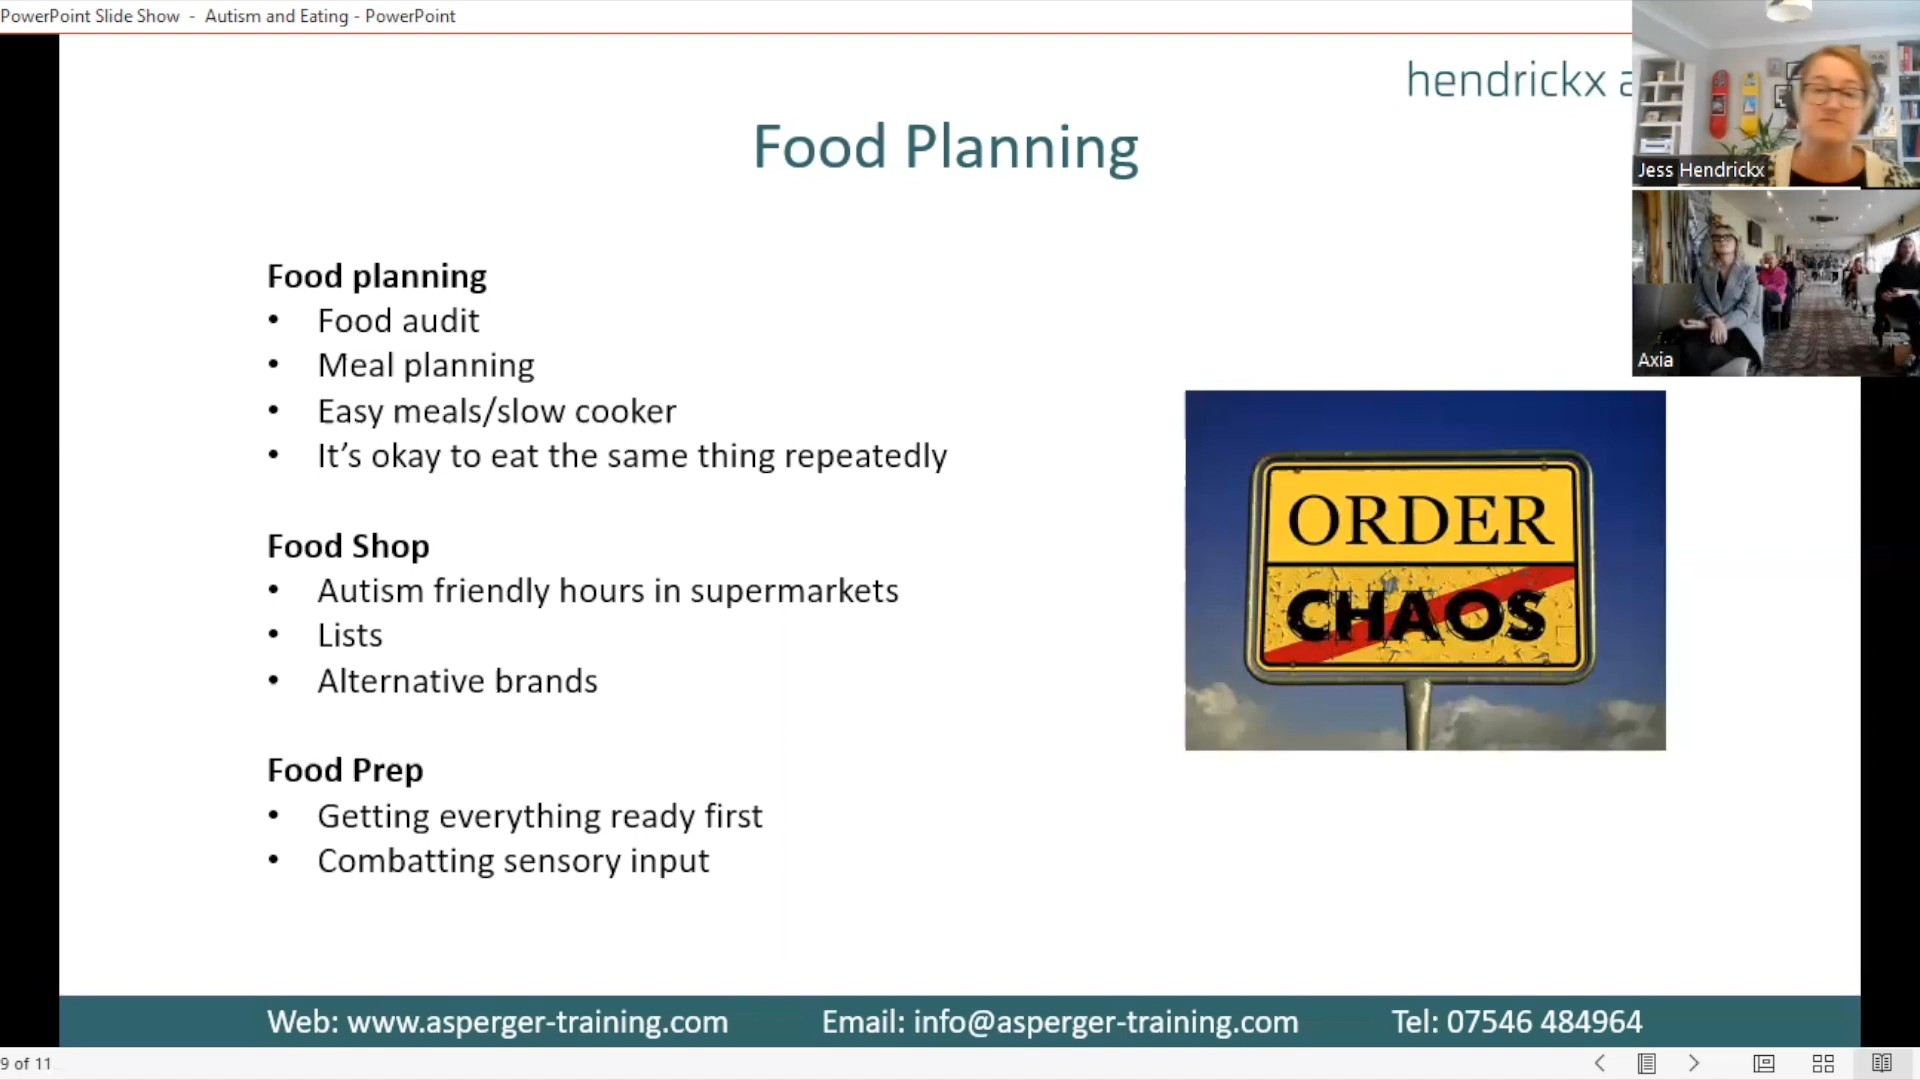 PowerPoint Slide Show - Autism and Eating - PowerPoint
hendrickx a
Food Planning
Jess Hendrickx
Axia
Food planning
• Food audit
• Meal planning
• Easy meals/slow cooker
• It’s okay to eat the same thing repeatedly
Food Shop
• Autism friendly hours in supermarkets
• Lists
• Alternative brands
Food Prep
• Getting everything ready first
• Combatting sensory input
ORDER
CHAOS
Web: www.asperger-training.com Email: info@asperger-training.com Tel: 07546 484964
9 of 11